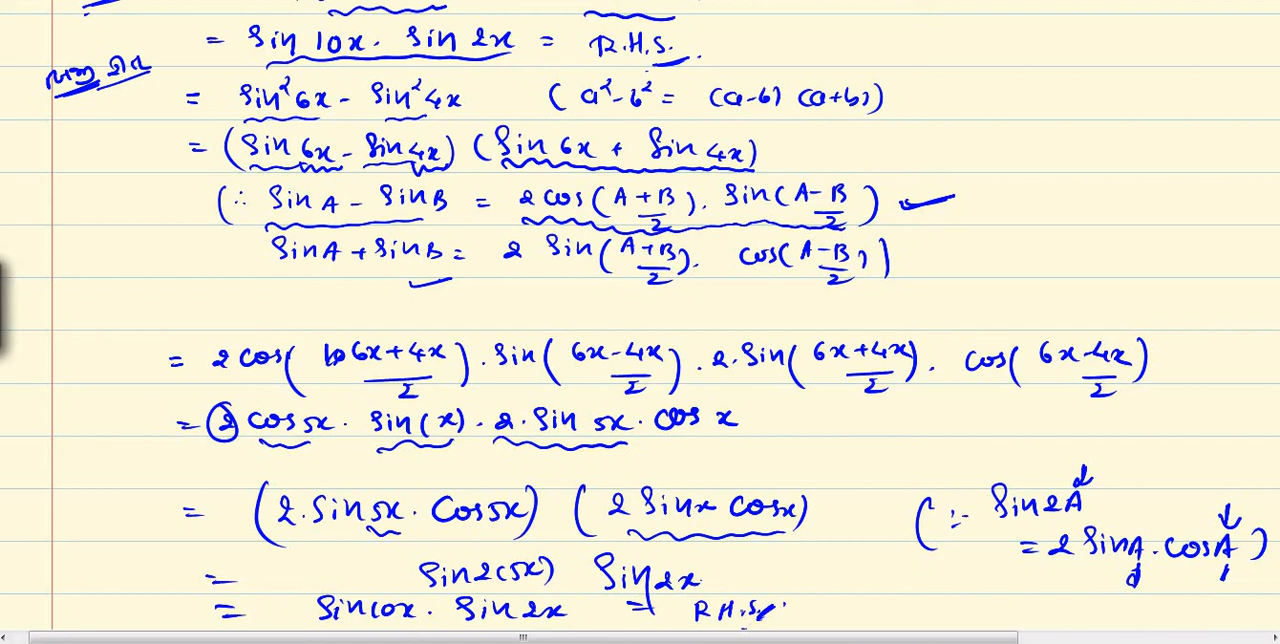 = Sin 10x . Sin 2x = R.H.S.
= Sin²6x - Sin²4x (a²-b² = (a-b) (a+b))
= (Sin 6x - Sin 4x) (Sin 6x + Sin 4x)
(∵ Sin A - Sin B = 2 cos(A+B/2) . Sin(A-B/2)
Sin A + Sin B = 2 Sin(A+B/2) . cos(A-B/2))
= 2 cos(6x+4x/2) . Sin(6x-4x/2) . 2 . Sin(6x+4x/2) . cos(6x-4x/2)
= 2 cos 5x . Sin(x) . 2 . Sin 5x . cos x
= (2 . Sin 5x . Cos 5x) (2 Sin x cos x) (∵ Sin 2A
= 2 Sin A . cos A)
= Sin 2(5x) Sin 2x
= Sin 10x . Sin 2x = R.H.S.